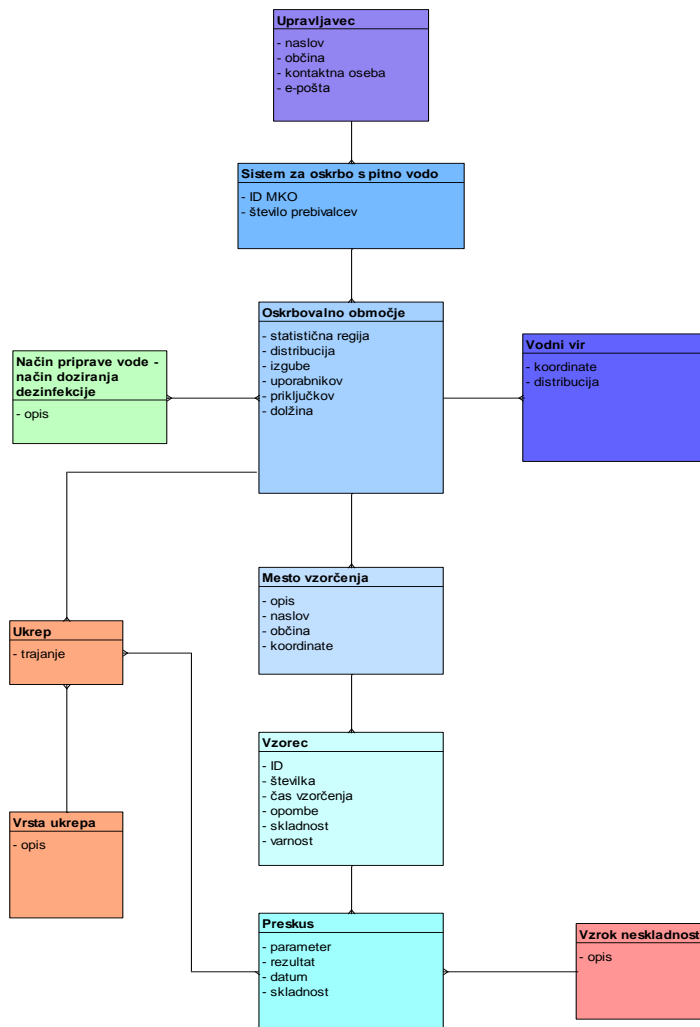 Upravljavec
- naslov
- občina
- kontaktna oseba
- e-pošta
Sistem za oskrbo s pitno vodo
- ID MKO
- število prebivalcev
Oskrbovalno območje
- statistična regija
- distribucija
- izgube
- uporabnikov
- priključkov
- dolžina
Način priprave vode -
način doziranja
dezinfekcije
- opis
Vodni vir
- koordinate
- distribucija
Mesto vzorčenja
- opis
- naslov
- občina
- koordinate
Ukrep
- trajanje
Vzorec
- ID
- številka
- čas vzorčenja
- opombe
- skladnost
- varnost
Vrsta ukrepa
- opis
Preskus
- parameter
- rezultat
- datum
- skladnost
Vzrok neskladnost
- opis